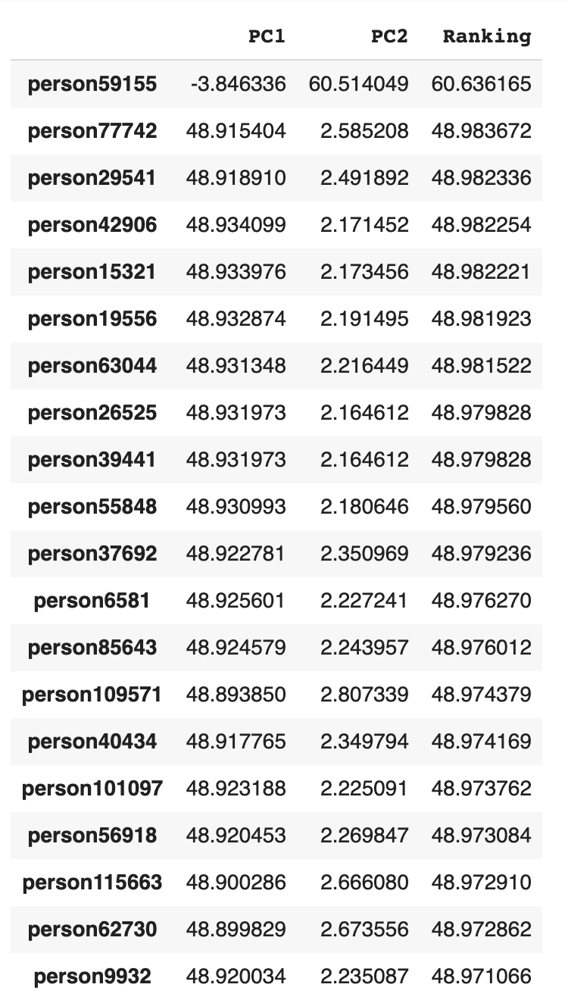 PC1 PC2 Ranking
person59155 -3.846336 60.514049 60.636165
person77742 48.915404 2.585208 48.983672
person29541 48.918910 2.491892 48.982336
person42906 48.934099 2.171452 48.982254
person15321 48.933976 2.173456 48.982221
person19556 48.932874 2.191495 48.981923
person63044 48.931348 2.216449 48.981522
person26525 48.931973 2.164612 48.979828
person39441 48.931973 2.164612 48.979828
person55848 48.930993 2.180646 48.979560
person37692 48.922781 2.350969 48.979236
person6581 48.925601 2.227241 48.976270
person85643 48.924579 2.243957 48.976012
person109571 48.893850 2.807339 48.974379
person40434 48.917765 2.349794 48.974169
person101097 48.923188 2.225091 48.973762
person56918 48.920453 2.269847 48.973084
person115663 48.900286 2.666080 48.972910
person62730 48.899829 2.673556 48.972862
person9932 48.920034 2.235087 48.971066